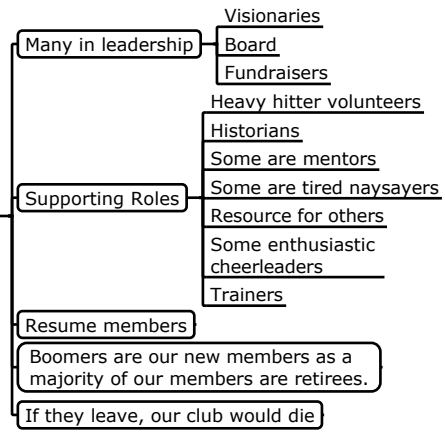 Many in leadership
Visionaries
Board
Fundraisers
Supporting Roles
Heavy hitter volunteers
Historians
Some are mentors
Some are tired naysayers
Resource for others
Some enthusiastic
cheerleaders
Trainers
Resume members
Boomers are our new members as a
majority of our members are retirees.
If they leave, our club would die